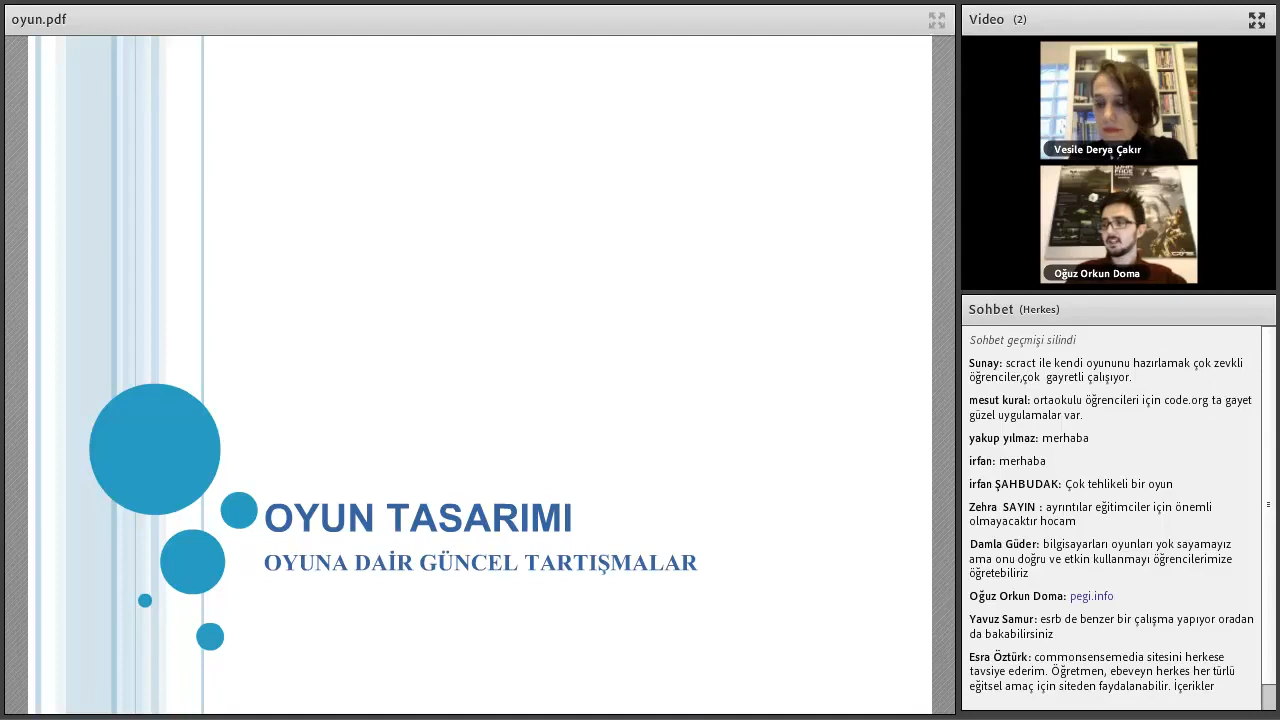 oyun.pdf
OYUN TASARIMI
OYUNA DAİR GÜNCEL TARTIŞMALAR
Video (2)
Vesile Derya Çakır
Oğuz Orkun Doma
Sohbet (Herkes)
Sohbet geçmişi silindi
Sunay: scract ile kendi oyununu hazırlamak çok zevkli
öğrenciler,çok gayretli çalışıyor.
mesut kural: ortaokulu öğrencileri için code.org ta gayet
güzel uygulamalar var.
yakup yılmaz: merhaba
irfan: merhaba
irfan ŞAHBUDAK: Çok tehlikeli bir oyun
Zehra SAYIN : ayrıntılar eğitimciler için önemli
olmayacaktır hocam
Damla Güder: bilgisayarları oyunları yok sayamayız
ama onu doğru ve etkin kullanmayı öğrencilerimize
öğretebiliriz
Oğuz Orkun Doma: pegi.info
Yavuz Samur: esrb de benzer bir çalışma yapıyor oradan
da bakabilirsiniz
Esra Öztürk: commonsensemedia sitesini herkese
tavsiye ederim. Öğretmen, ebeveyn herkes her türlü
eğitsel amaç için siteden faydalanabilir. İçerikler